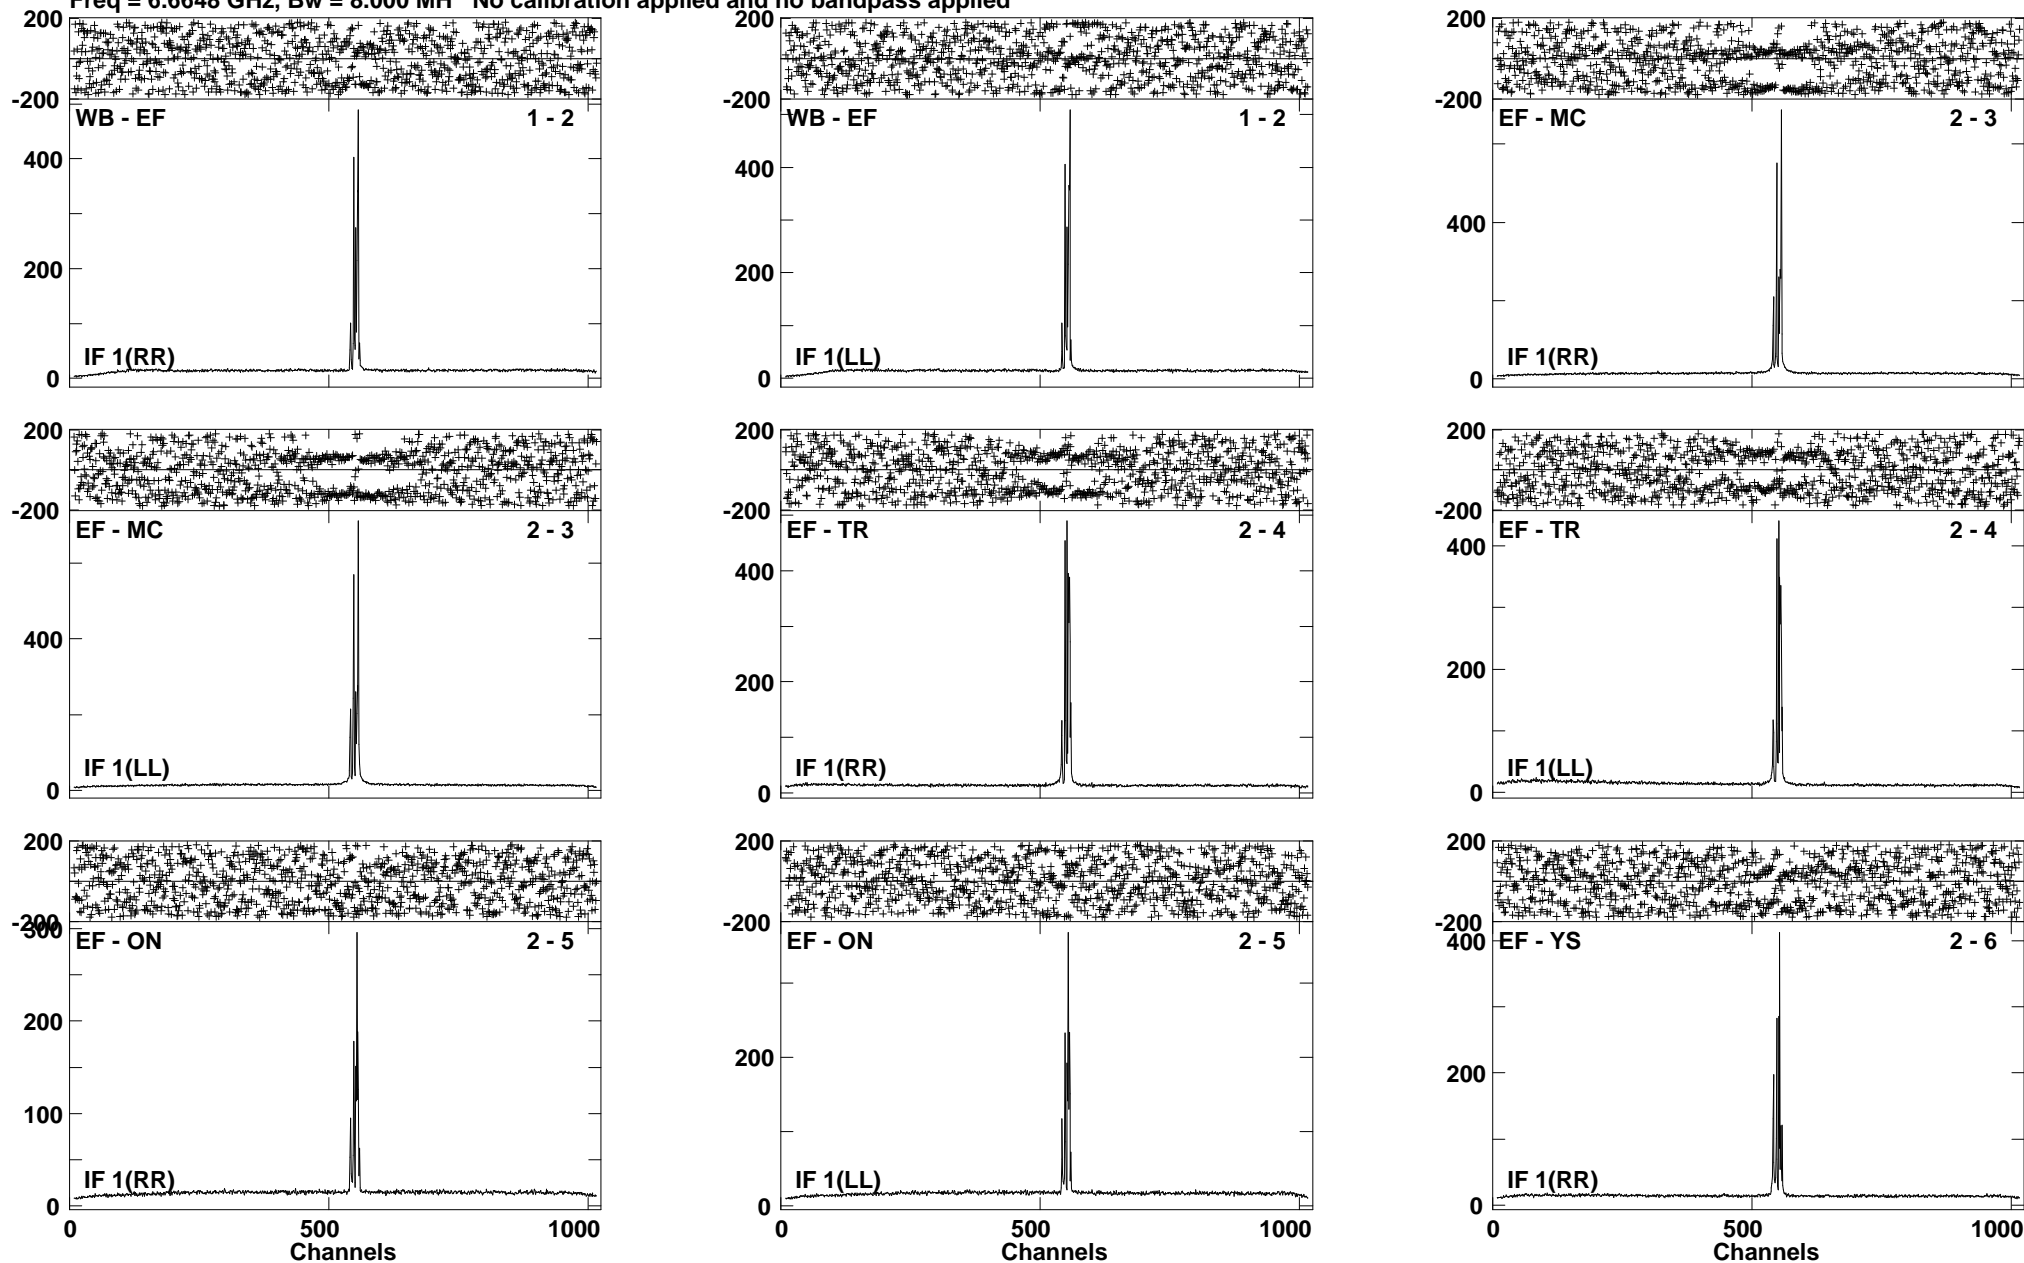 Freq = 6.6648 GHz, Bw = 8.000 MH No calibration applied and no bandpass applied
200
-200
WB - EF 1 - 2
400
200
IF 1(RR)
0
200
-200
WB - EF 1 - 2
400
200
IF 1(LL)
0
200
-200
EF - MC 2 - 3
400
IF 1(RR)
0
200
-200
EF - MC 2 - 3
400
IF 1(LL)
0
200
-200
EF - TR 2 - 4
400
200
IF 1(RR)
0
200
-200
EF - TR 2 - 4
400
200
IF 1(LL)
0
200
-200
300
EF - ON 2 - 5
200
100
IF 1(RR)
0
0 500 1000
Channels
200
-200
EF - ON 2 - 5
200
IF 1(LL)
0
0 500 1000
Channels
200
-200
400
EF - YS 2 - 6
200
IF 1(RR)
0
0 500 1000
Channels